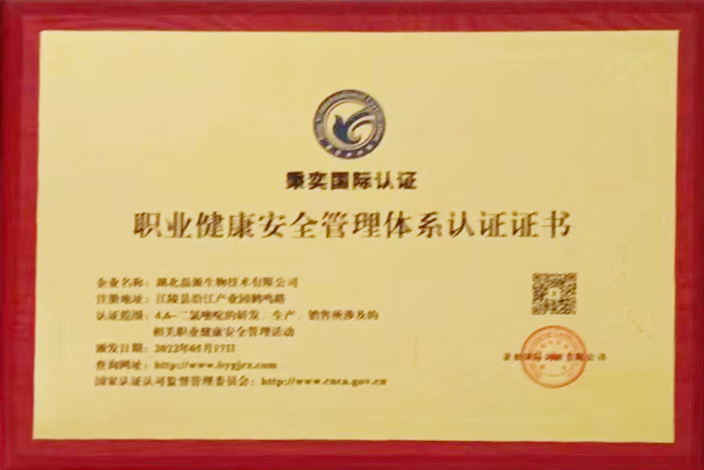 秉奕国际认证
职业健康安全管理体系认证证书
企业名称：湖北磊源生物技术有限公司
注册地址：江陵县沿江产业园鹤鸣路
认证范围：4,6-二氯嘧啶的研发、生产、销售所涉及的
相关职业健康安全管理活动
颁发日期：2022年05月17日
查询网址：http://www.bygjrz.com
国家认证认可监督管理委员会：http://www.cnca.gov.cn